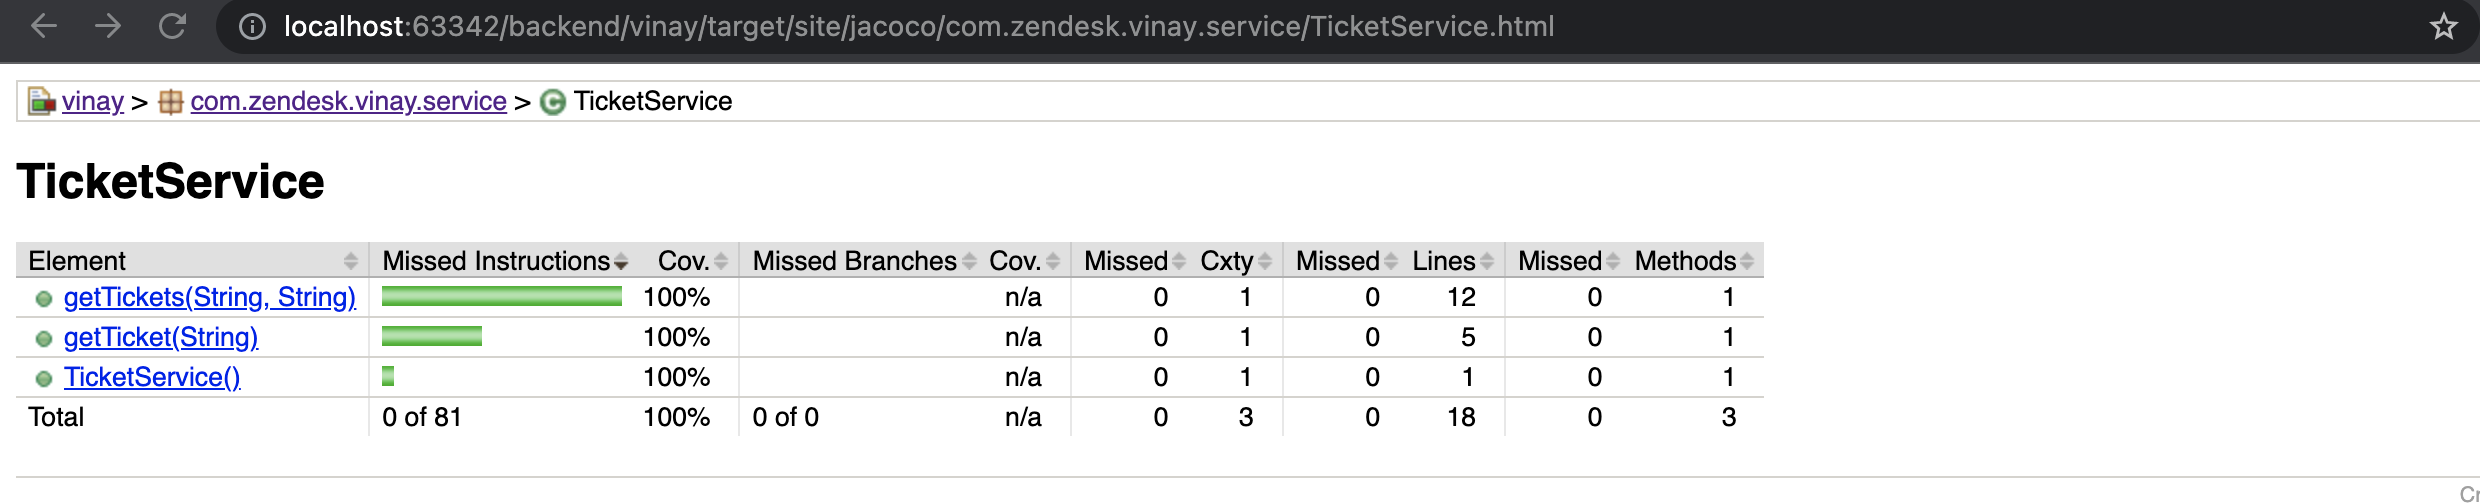 localhost:63342/backend/vinay/target/site/jacoco/com.zendesk.vinay.service/TicketService.html
vinay > com.zendesk.vinay.service > C TicketService
TicketService
Element Missed Instructions Cov. Missed Branches Cov. Missed Cxty Missed Lines Missed Methods
getTickets(String, String) 100% n/a 0 1 0 12 0 1
getTicket(String) 100% n/a 0 1 0 5 0 1
TicketService() 100% n/a 0 1 0 1 0 1
Total 0 of 81 100% 0 of 0 n/a 0 3 0 18 0 3